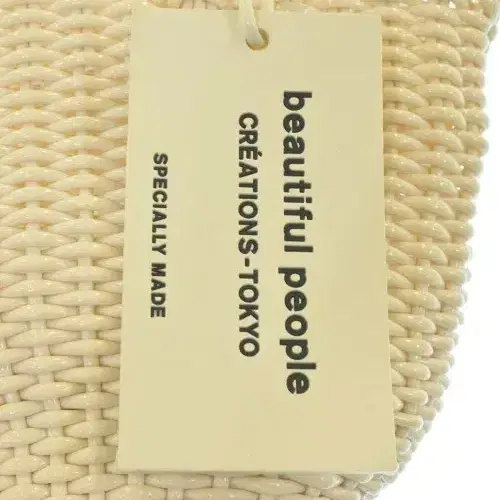 beautiful people
CRÉATIONS-TOKYO
SPECIALLY MADE